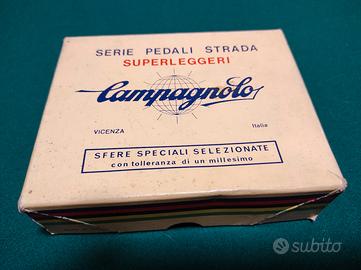 SERIE PEDALI STRADA
SUPERLEGGERI
Campagnolo
VICENZA Italia
SFERE SPECIALI SELEZIONATE
con tolleranza di un millesimo
subito